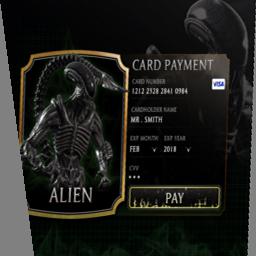 CARD PAYMENT
CARD NUMBER
1212 2328 2841 0984
VISA
CARDHOLDER NAME
MR. SMITH
EXP MONTH EXP YEAR
FEB 2018
CVV
***
ALIEN
PAY